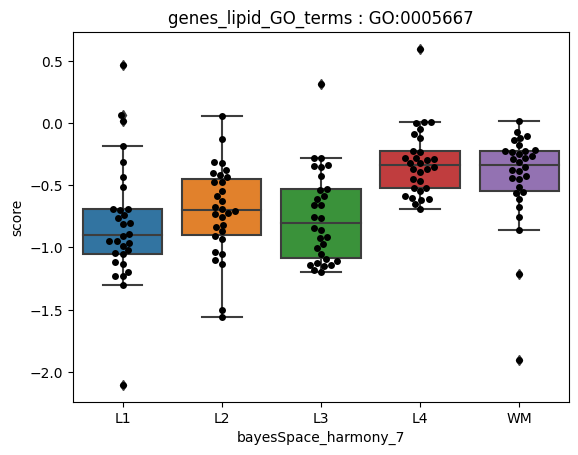 genes_lipid_GO_terms : GO:0005667
score
0.5
0.0
−0.5
−1.0
−1.5
−2.0
L1 L2 L3 L4 WM
bayesSpace_harmony_7